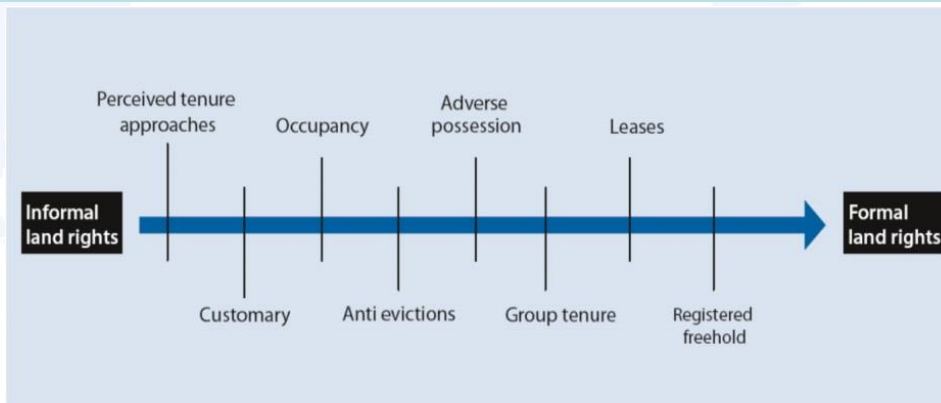 Perceived tenure
approaches
Occupancy
Adverse
possession
Leases
Informal
land rights
Formal
land rights
Customary
Anti evictions
Group tenure
Registered
freehold